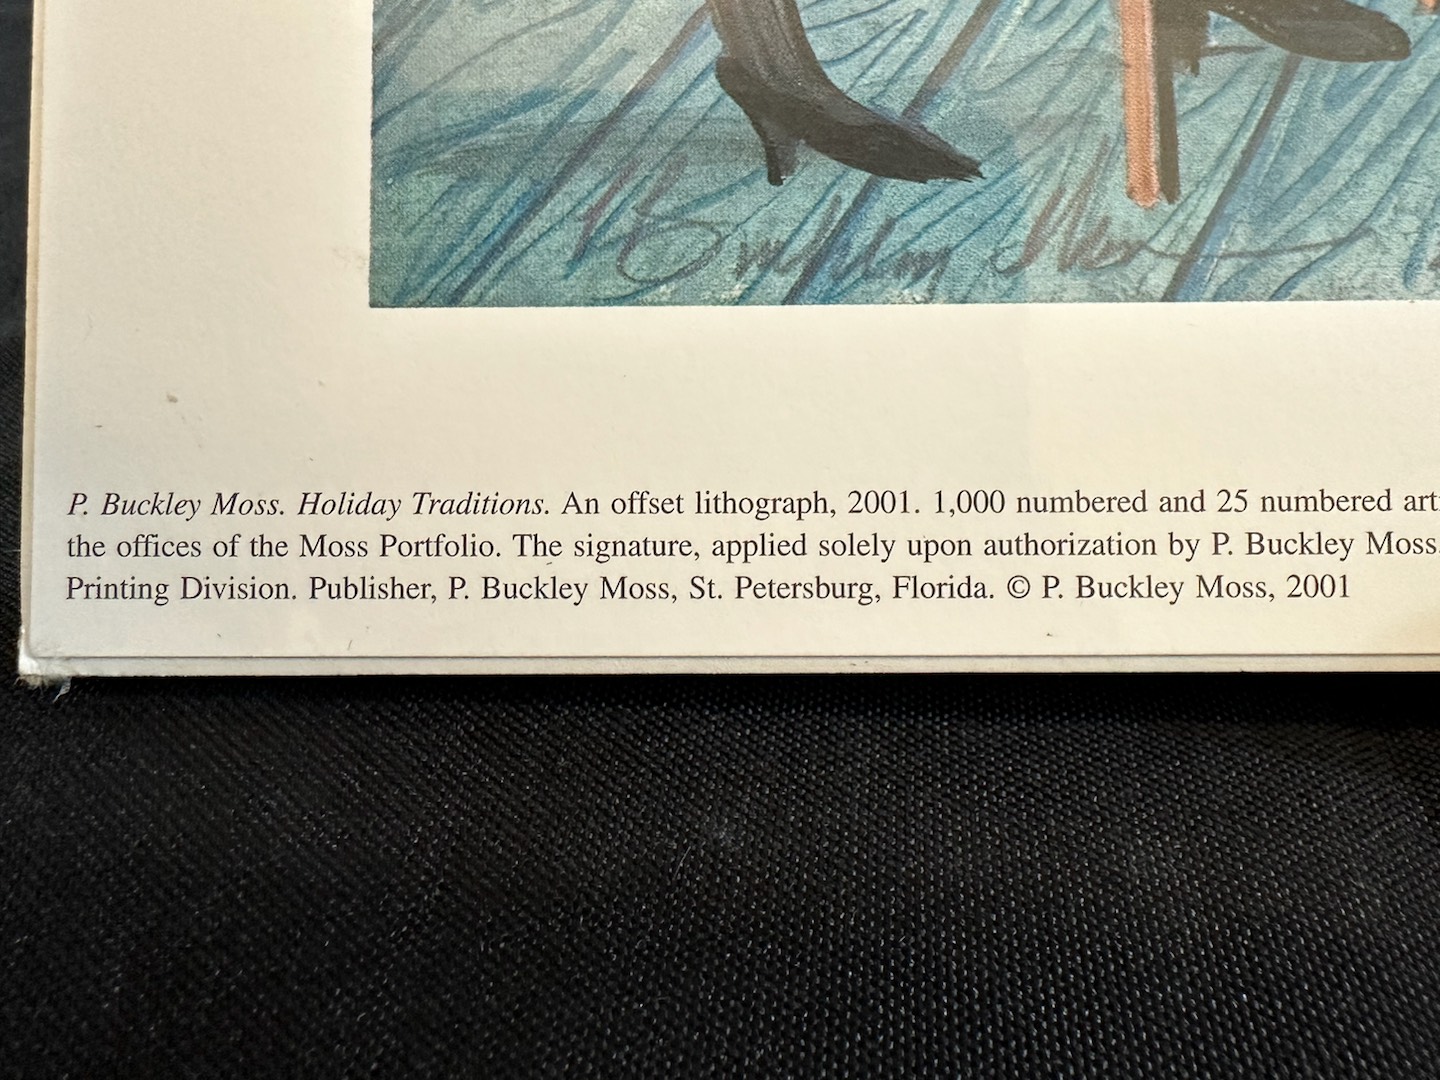 P. Buckley Moss
P. Buckley Moss. Holiday Traditions. An offset lithograph, 2001. 1,000 numbered and 25 numbered art
the offices of the Moss Portfolio. The signature, applied solely upon authorization by P. Buckley Moss.
Printing Division. Publisher, P. Buckley Moss, St. Petersburg, Florida. © P. Buckley Moss, 2001